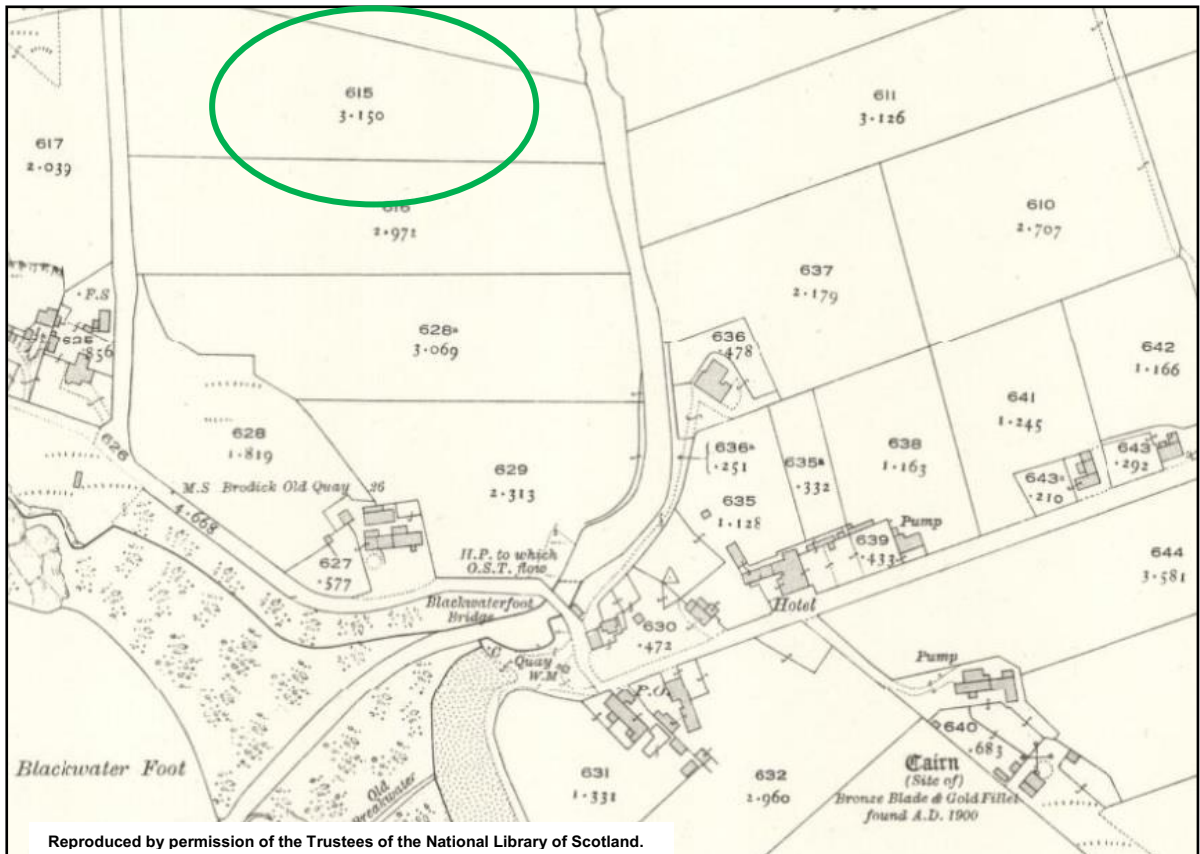 615
3·150
611
3·126
617
2·039
616
2·971
610
2·707
637
2·179
F.S
856
628ᴬ
3·069
636
·478
642
1·166
641
1·245
626
628
1·819
629
2·313
636ᴬ
·251
638
1·163
·332
635
1·128
643
·292
·210
M.S Brodick Old Quay 26
4·668
Pump
639
·433
644
3·581
627
·577
H.P. to which
O.S.T. flow
Blackwaterfoot
Bridge
Hotel
630
·472
C
Quay
W.M
P.O.
Pump
640
·683
Blackwater Foot
Old
Breakwater
631
1·331
632
2·960
Cairn
(Site of)
Bronze Blade & Gold Fillet
found A.D. 1900
Reproduced by permission of the Trustees of the National Library of Scotland.